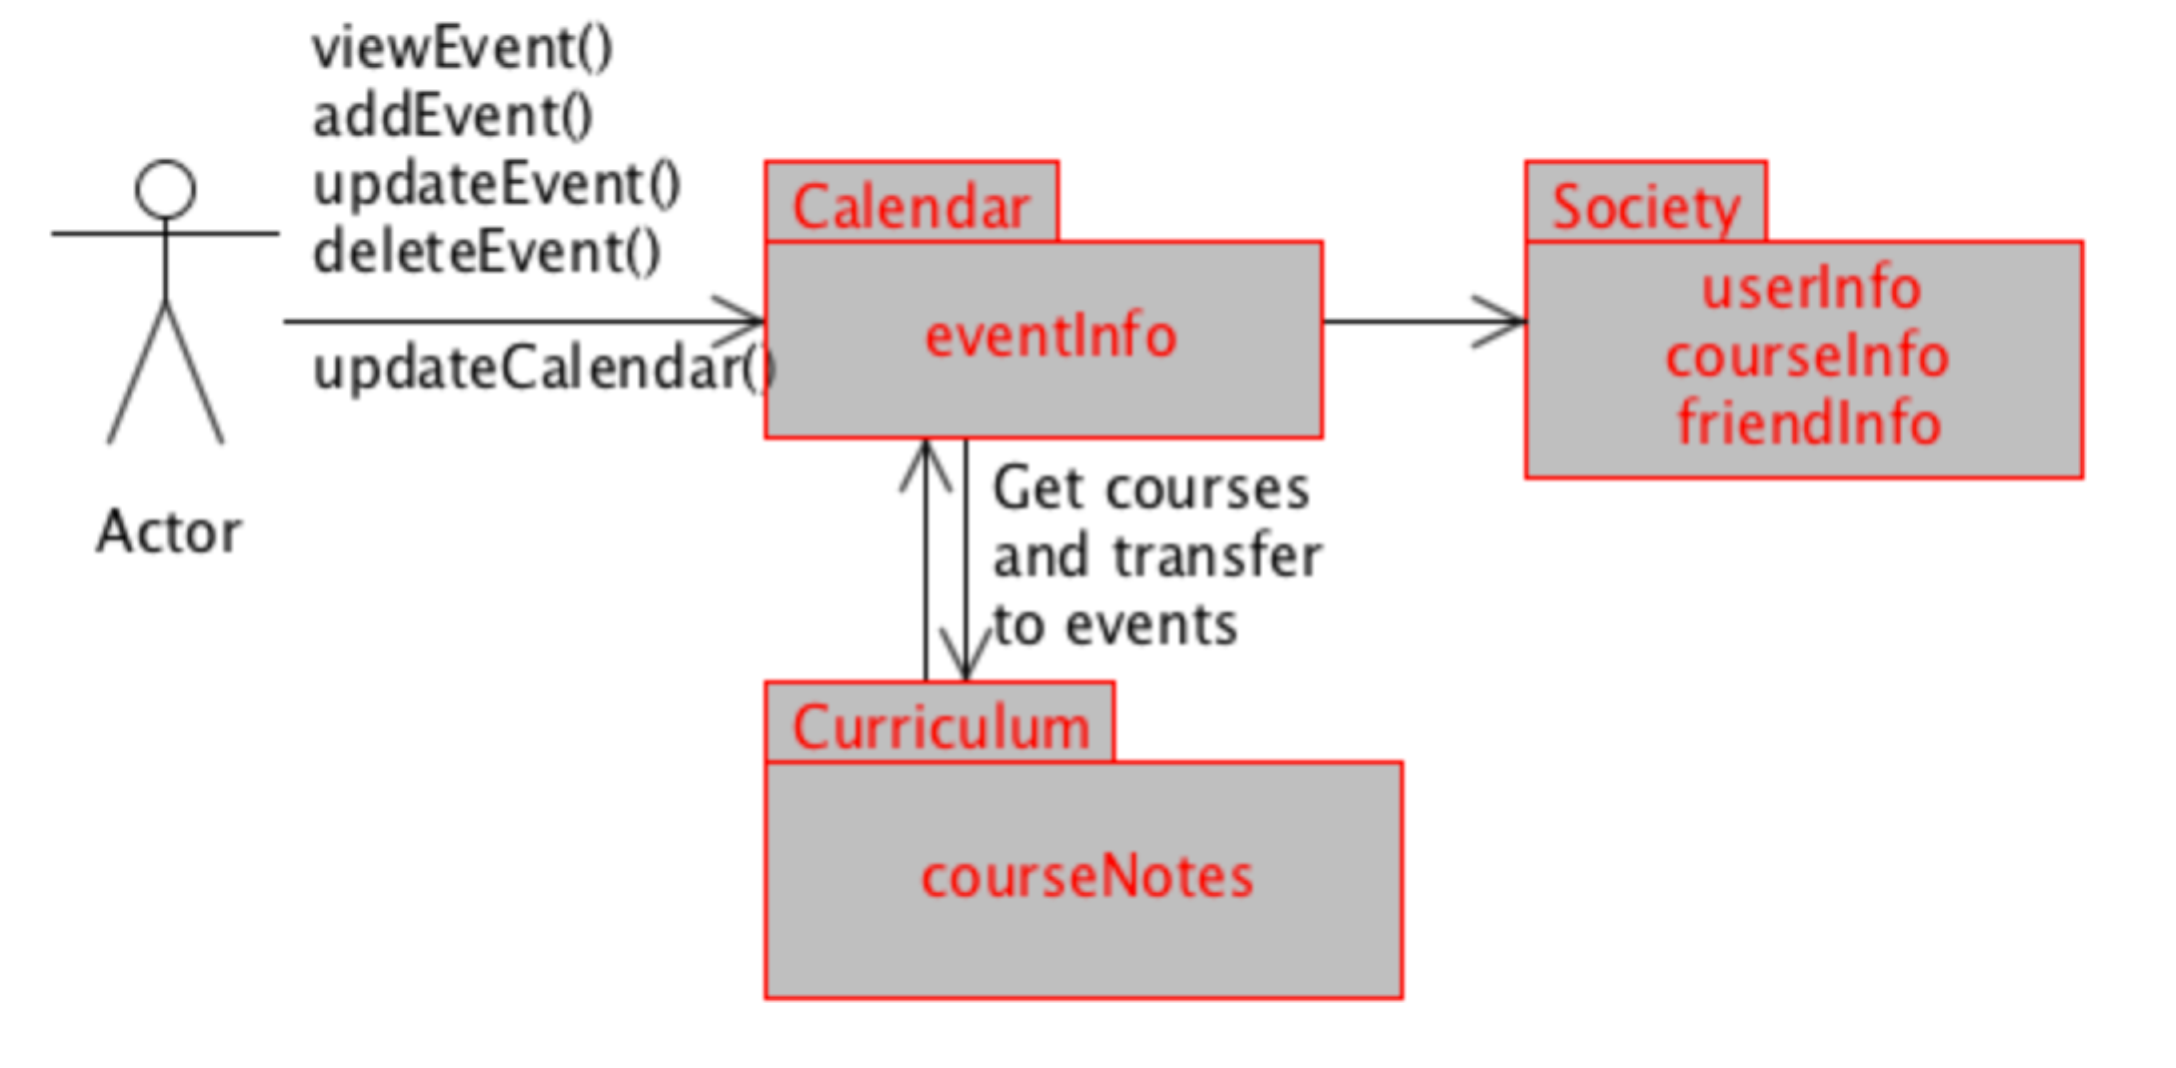 viewEvent()
addEvent()
updateEvent()
deleteEvent()
updateCalendar()
Actor
Calendar
eventInfo
Society
userInfo
courseInfo
friendInfo
Get courses
and transfer
to events
Curriculum
courseNotes